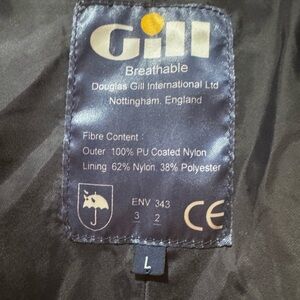 Gill
Breathable
Douglas Gill International Ltd
Nottingham, England
Fibre Content :
Outer 100% PU Coated Nylon
Lining 62% Nylon, 38% Polyester
ENV 343
3 2
CE
L